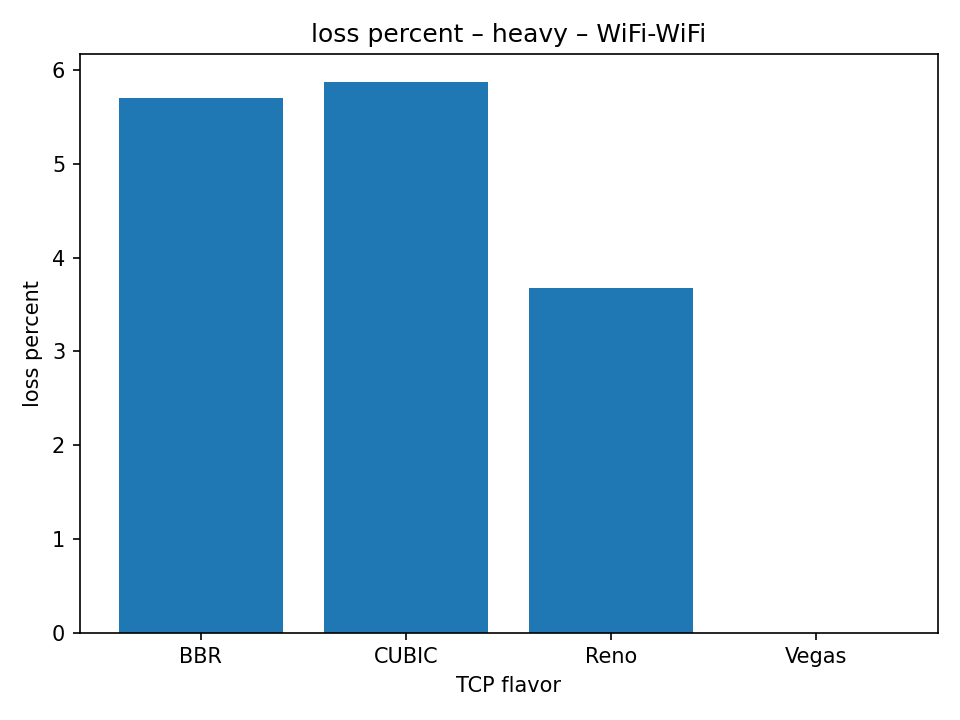 loss percent – heavy – WiFi-WiFi
loss percent
6
5
4
3
2
1
0
BBR CUBIC Reno Vegas
TCP flavor